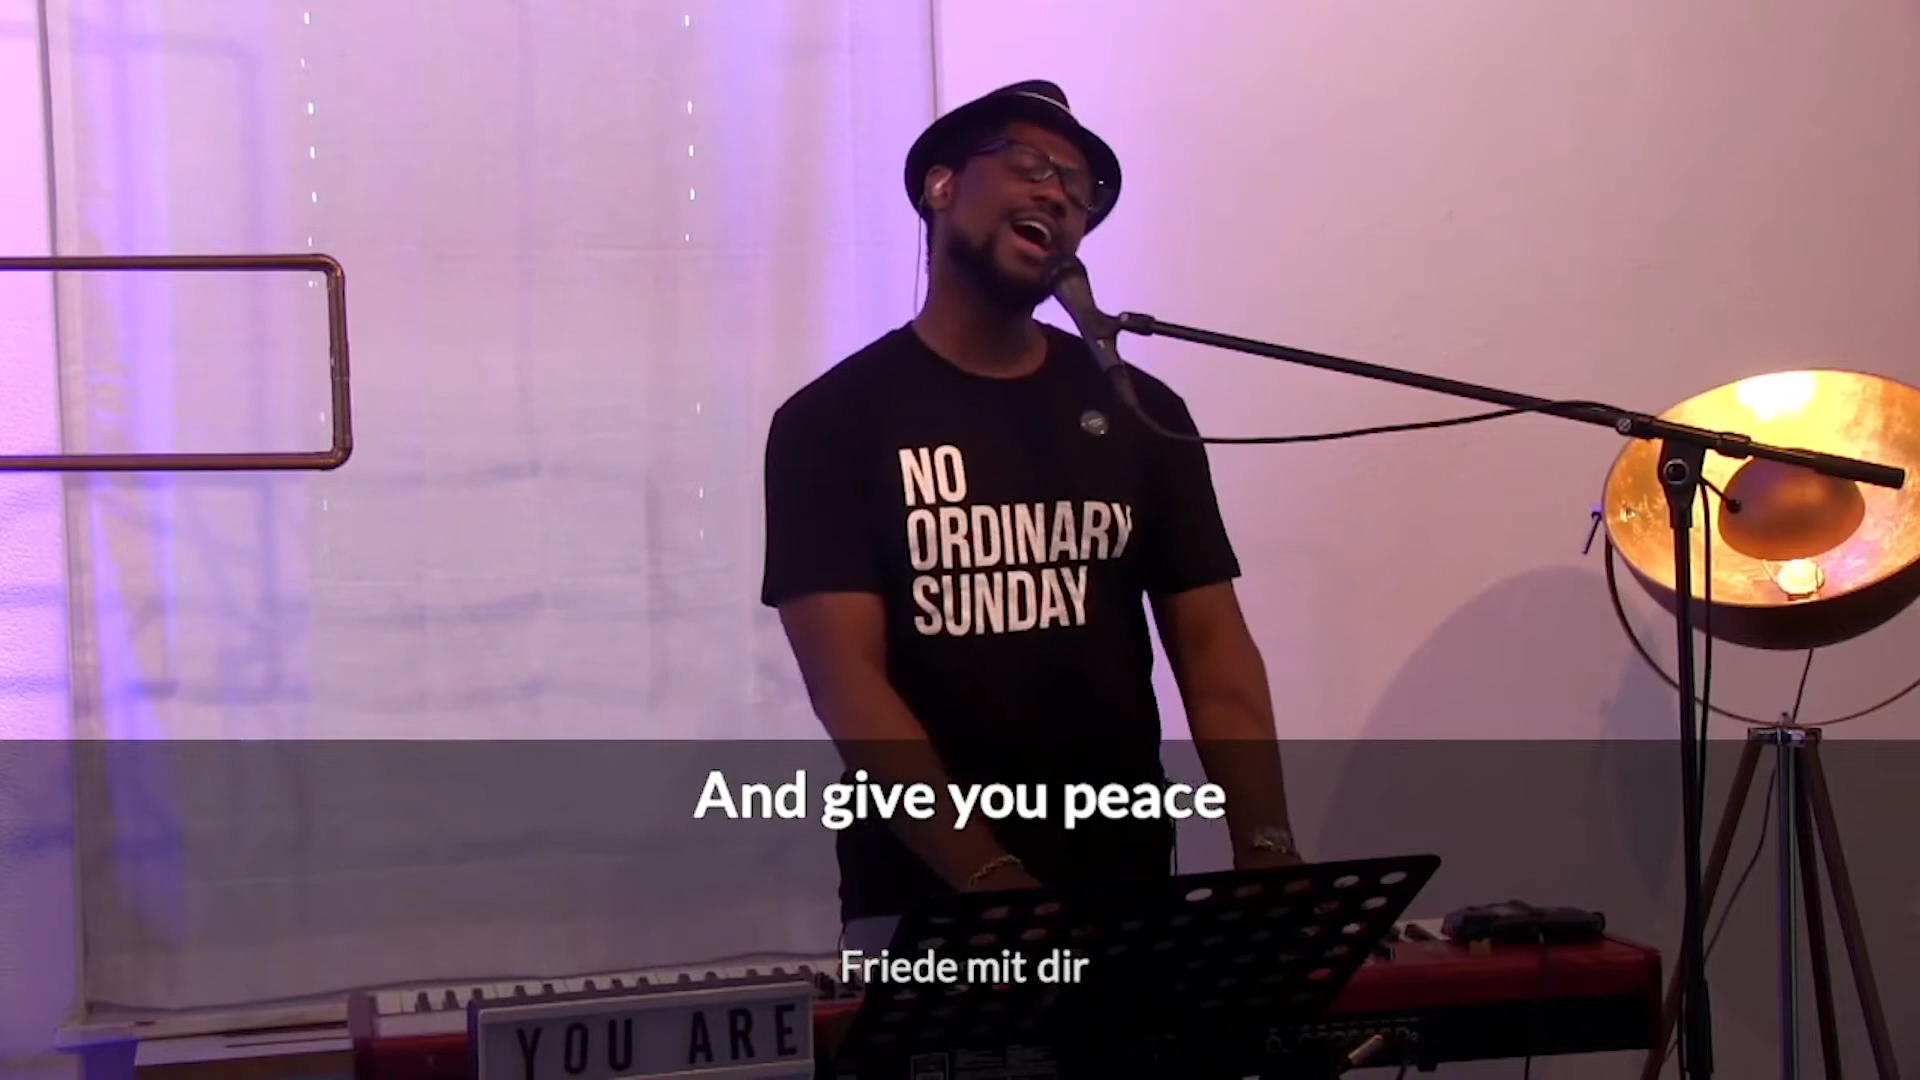 NO
ORDINARY
SUNDAY
And give you peace
Friede mit dir
YOU ARE